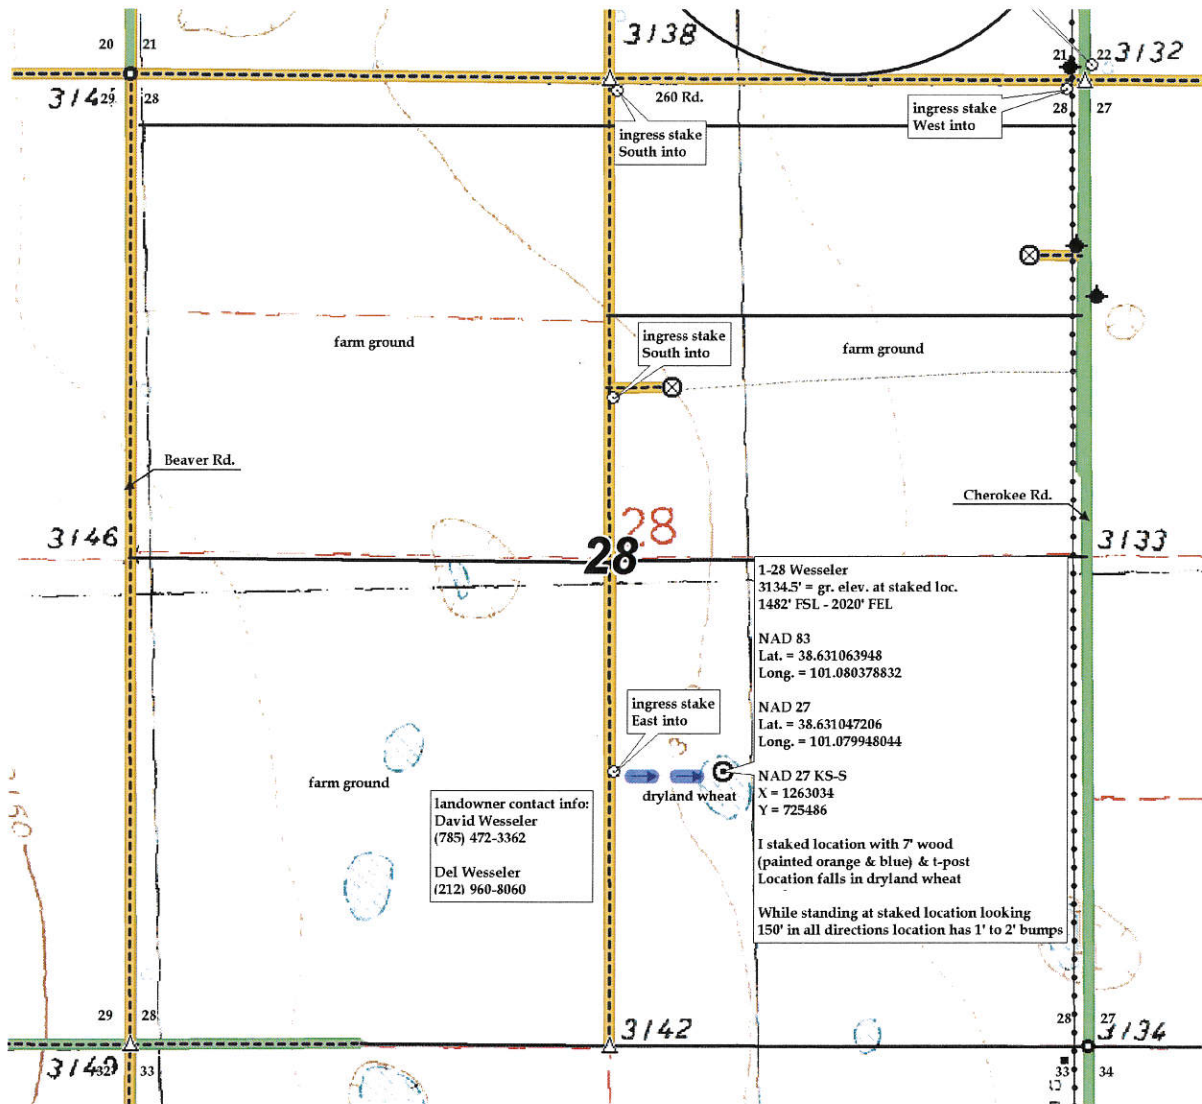 3138
20 21
21 22
3132
29 28
260 Rd.
28 27
ingress stake
South into
ingress stake
West into
ingress stake
South into
farm ground
farm ground
Beaver Rd.
Cherokee Rd.
28
3146
28
3133
1-28 Wesseler
3134.5' = gr. elev. at staked loc.
1482' FSL - 2020' FEL
NAD 83
Lat. = 38.631063948
Long. = 101.080378832
NAD 27
Lat. = 38.631047206
Long. = 101.079948044
NAD 27 KS-S
X = 1263034
Y = 725486
I staked location with 7' wood
(painted orange & blue) & t-post
Location falls in dryland wheat
While standing at staked location looking
150' in all directions location has 1' to 2' bumps
ingress stake
East into
dryland wheat
farm ground
landowner contact info:
David Wesseler
(785) 472-3362
Del Wesseler
(212) 960-8060
3160
29 28
3142
28 27
3134
32 33
33 34